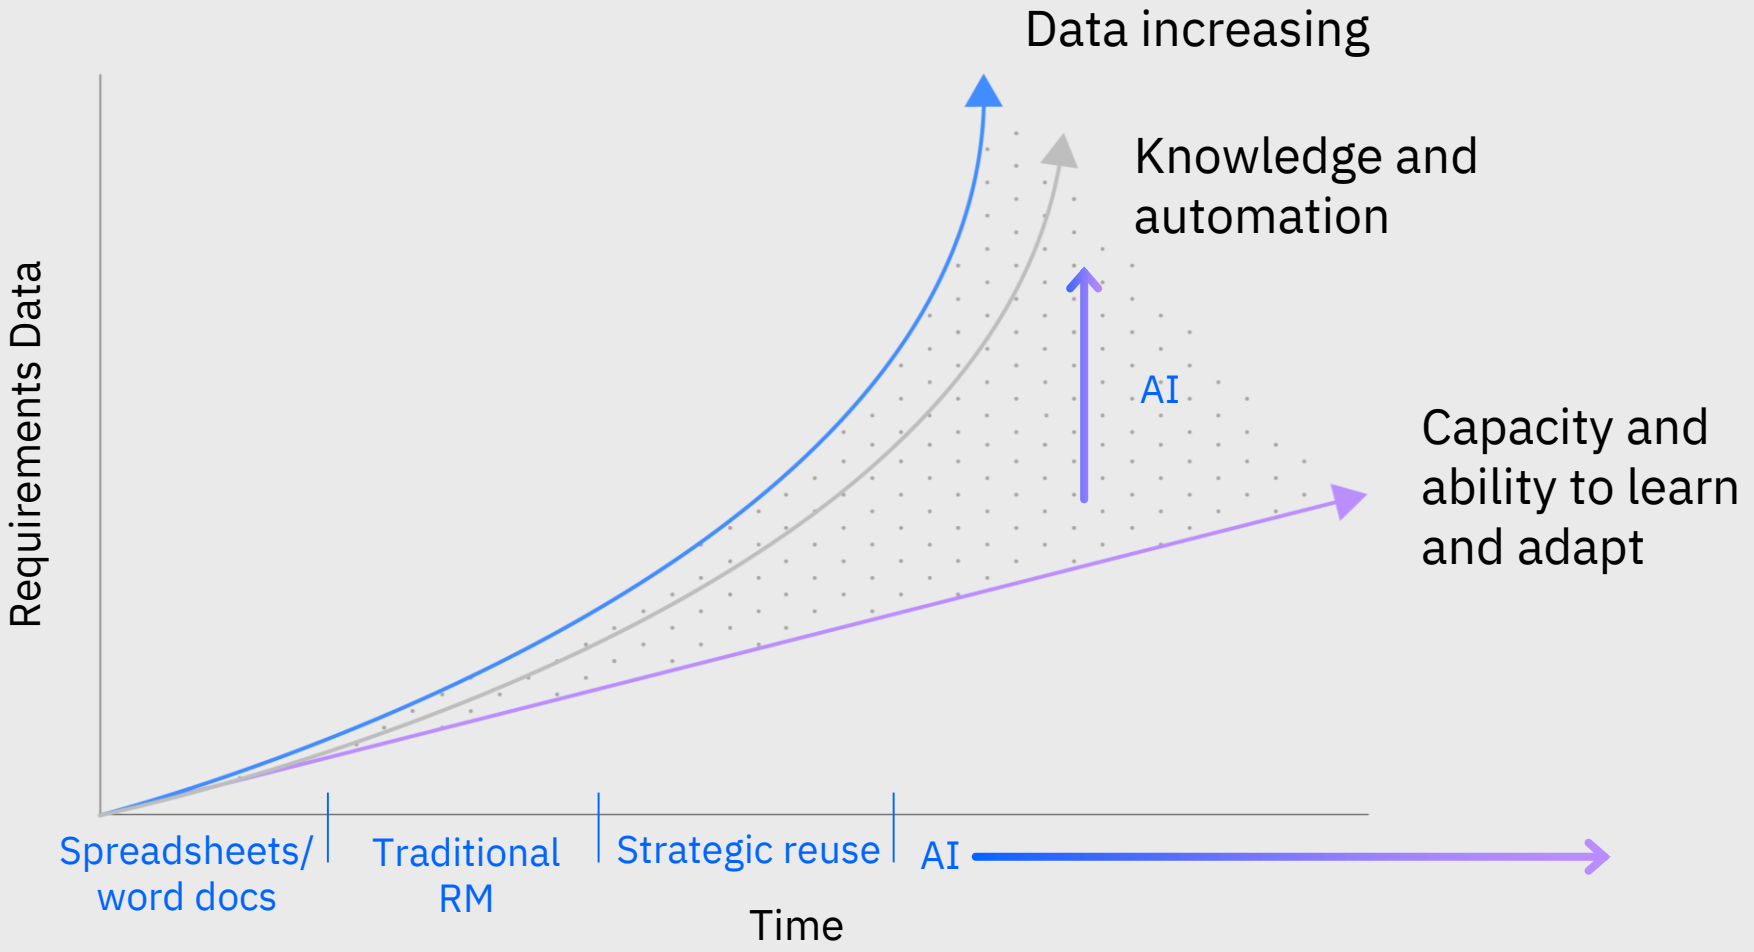 Data increasing
Knowledge and
automation
AI
Capacity and
ability to learn
and adapt
Requirements Data
Spreadsheets/
word docs
Traditional
RM
Strategic reuse
AI
Time